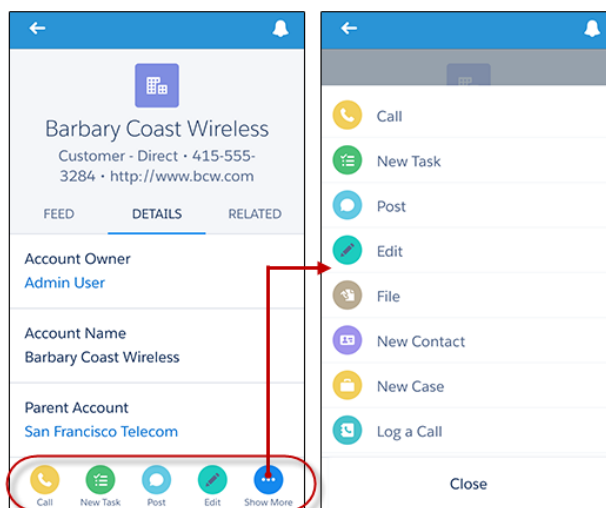 Barbary Coast Wireless
Customer - Direct • 415-555-
3284 • http://www.bcw.com
FEED DETAILS RELATED
Account Owner
Admin User
Account Name
Barbary Coast Wireless
Parent Account
San Francisco Telecom
Call New Task Post Edit Show More
Call
New Task
Post
Edit
File
New Contact
New Case
Log a Call
Close